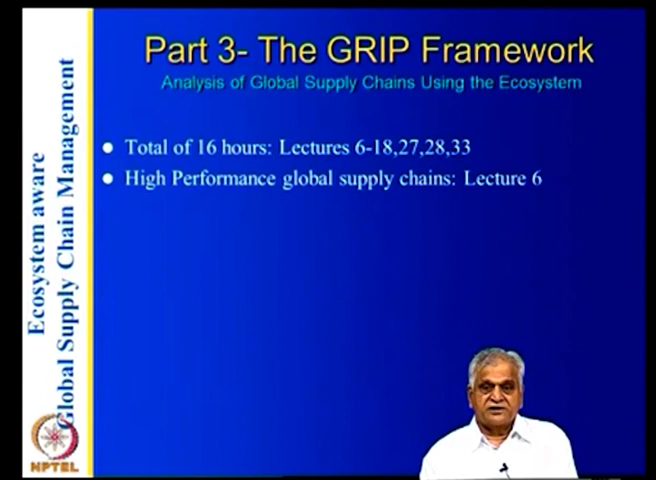 Part 3- The GRIP Framework
Analysis of Global Supply Chains Using the Ecosystem
Total of 16 hours: Lectures 6-18,27,28,33
High Performance global supply chains: Lecture 6
Ecosystem aware
Global Supply Chain Management
NPTEL